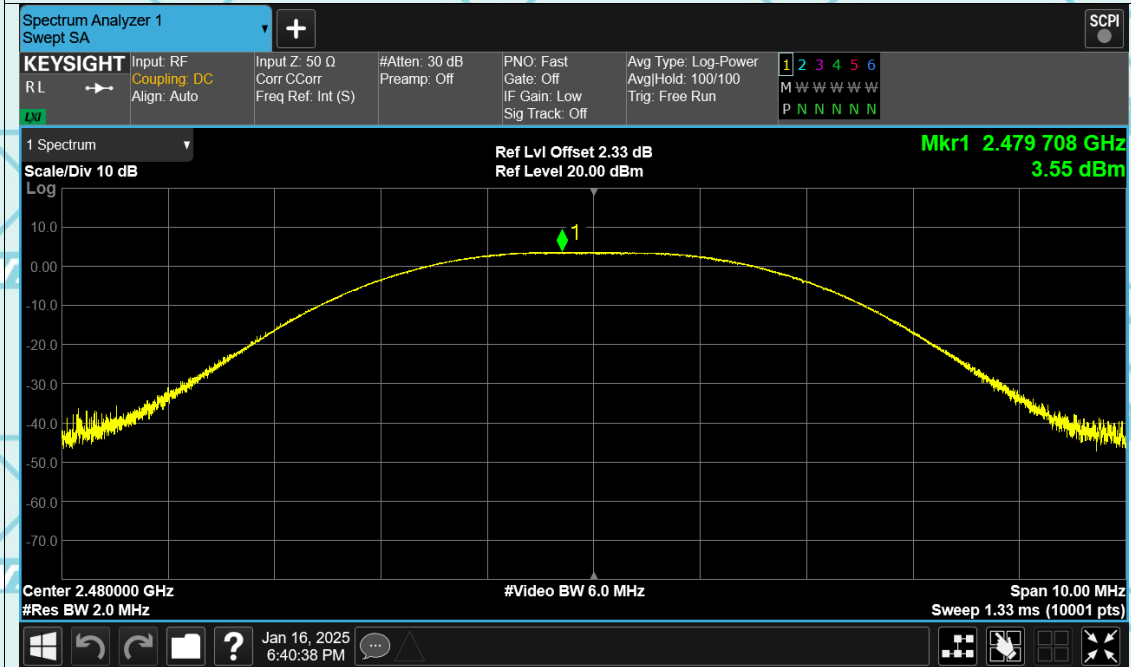 Spectrum Analyzer 1
Swept SA
+
SCPI
KEYSIGHT
RL
LXI
Input: RF
Coupling: DC
Align: Auto
Input Z: 50 Ω
Corr CCorr
Freq Ref: Int (S)
#Atten: 30 dB
Preamp: Off
PNO: Fast
Gate: Off
IF Gain: Low
Sig Track: Off
Avg Type: Log-Power
Avg|Hold: 100/100
Trig: Free Run
1 2 3 4 5 6
M W W W W W
P N N N N N
1 Spectrum
Scale/Div 10 dB
Log
Ref Lvl Offset 2.33 dB
Ref Level 20.00 dBm
Mkr1 2.479 708 GHz
3.55 dBm
1
10.0
0.00
-10.0
-20.0
-30.0
-40.0
-50.0
-60.0
-70.0
Center 2.480000 GHz
#Res BW 2.0 MHz
#Video BW 6.0 MHz
Span 10.00 MHz
Sweep 1.33 ms (10001 pts)
?
Jan 16, 2025
6:40:38 PM